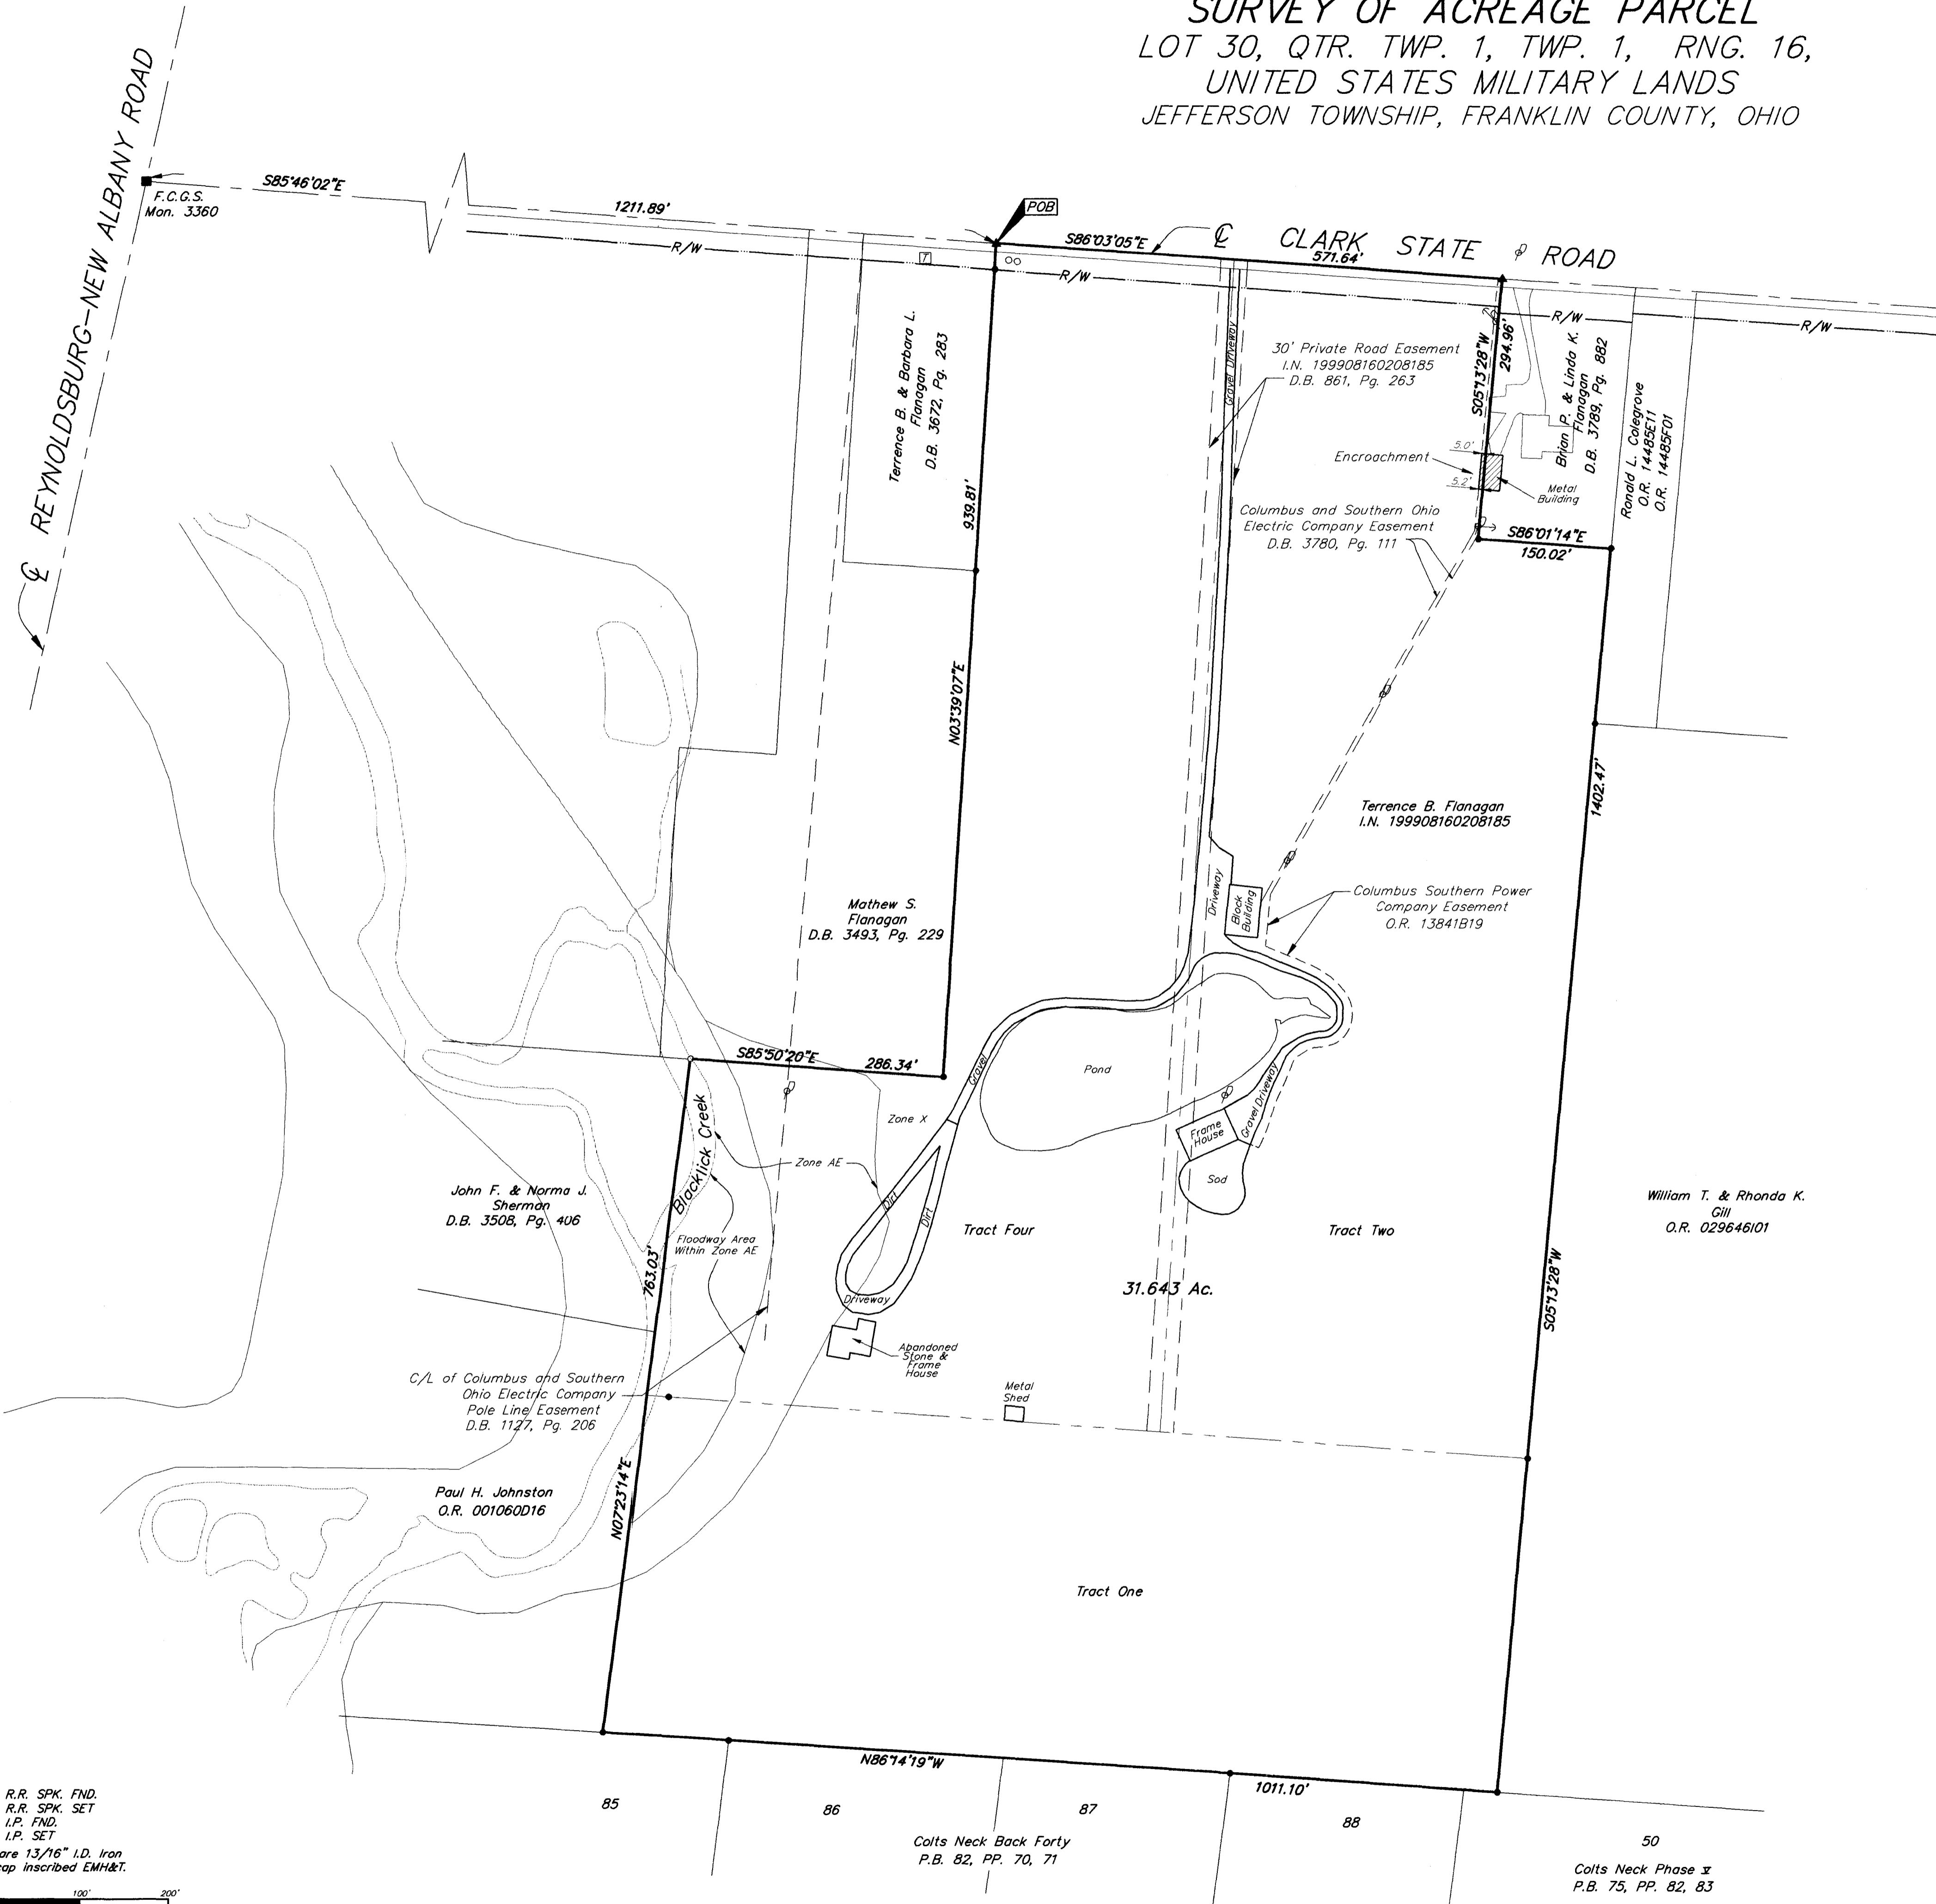 SURVEY OF ACREAGE PARCEL
LOT 30, QTR. TWP. 1, TWP. 1, RNG. 16,
UNITED STATES MILITARY LANDS
JEFFERSON TOWNSHIP, FRANKLIN COUNTY, OHIO
℄ REYNOLDSBURG-NEW ALBANY ROAD
F.C.G.S.
Mon. 3360
S85°46'02"E
1211.89'
POB
S86°03'05"E
℄ CLARK STATE ROAD
571.64'
R/W
R/W
R/W
R/W
T
Terrence B. & Barbara L.
Flanagan
D.B. 3672, Pg. 283
939.81'
N03°39'07"E
Gravel Driveway
30' Private Road Easement
I.N. 199908160208185
D.B. 861, Pg. 263
S05°13'28"W
294.96'
Brian P. & Linda K.
Flanagan
D.B. 3789, Pg. 882
Ronald L. Colegrove
O.R. 14485E11
O.R. 14485F01
5.0'
Encroachment
5.2'
Metal
Building
Columbus and Southern Ohio
Electric Company Easement
D.B. 3780, Pg. 111
S86°01'14"E
150.02'
1402.47'
Terrence B. Flanagan
I.N. 199908160208185
Mathew S.
Flanagan
D.B. 3493, Pg. 229
Driveway
Block
Building
Columbus Southern Power
Company Easement
O.R. 13841B19
S85°50'20"E
286.34'
Gravel
Pond
Zone X
Gravel Driveway
Frame
House
Sod
Blacklick Creek
Zone AE
John F. & Norma J.
Sherman
D.B. 3508, Pg. 406
Floodway Area
Within Zone AE
Dirt
Dirt
Driveway
Tract Four
Tract Two
William T. & Rhonda K.
Gill
O.R. 029646I01
763.03'
31.643 Ac.
S05°13'28"W
Abandoned
Stone &
Frame
House
Metal
Shed
C/L of Columbus and Southern
Ohio Electric Company
Pole Line Easement
D.B. 1127, Pg. 206
N07°23'14"E
Paul H. Johnston
O.R. 001060D16
Tract One
N86°14'19"W
1011.10'
85
86
87
88
50
Colts Neck Back Forty
P.B. 82, PP. 70, 71
Colts Neck Phase V
P.B. 75, PP. 82, 83
R.R. SPK. FND.
R.R. SPK. SET
I.P. FND.
I.P. SET
are 13/16" I.D. Iron
cap inscribed EMH&T.
100' 200'